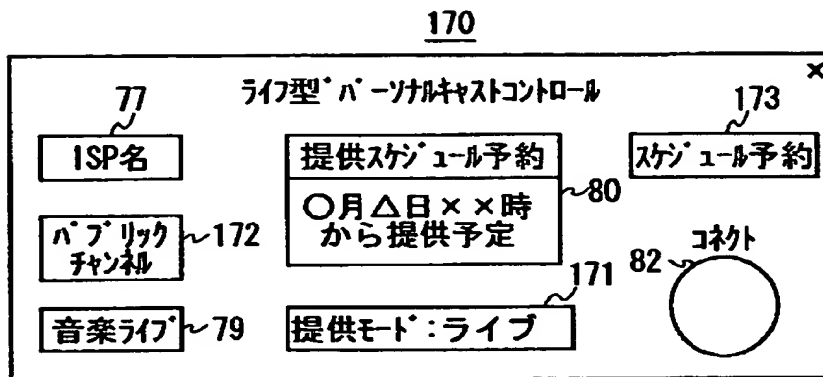 170
×
ライブ型パーソナルキャストコントロール
77
173
ISP名
提供スケジュール予約
スケジュール予約
○月△日××時
から提供予定
80
パブリック
チャンネル
172
コネクト
82
171
音楽ライブ
79
提供モード:ライブ